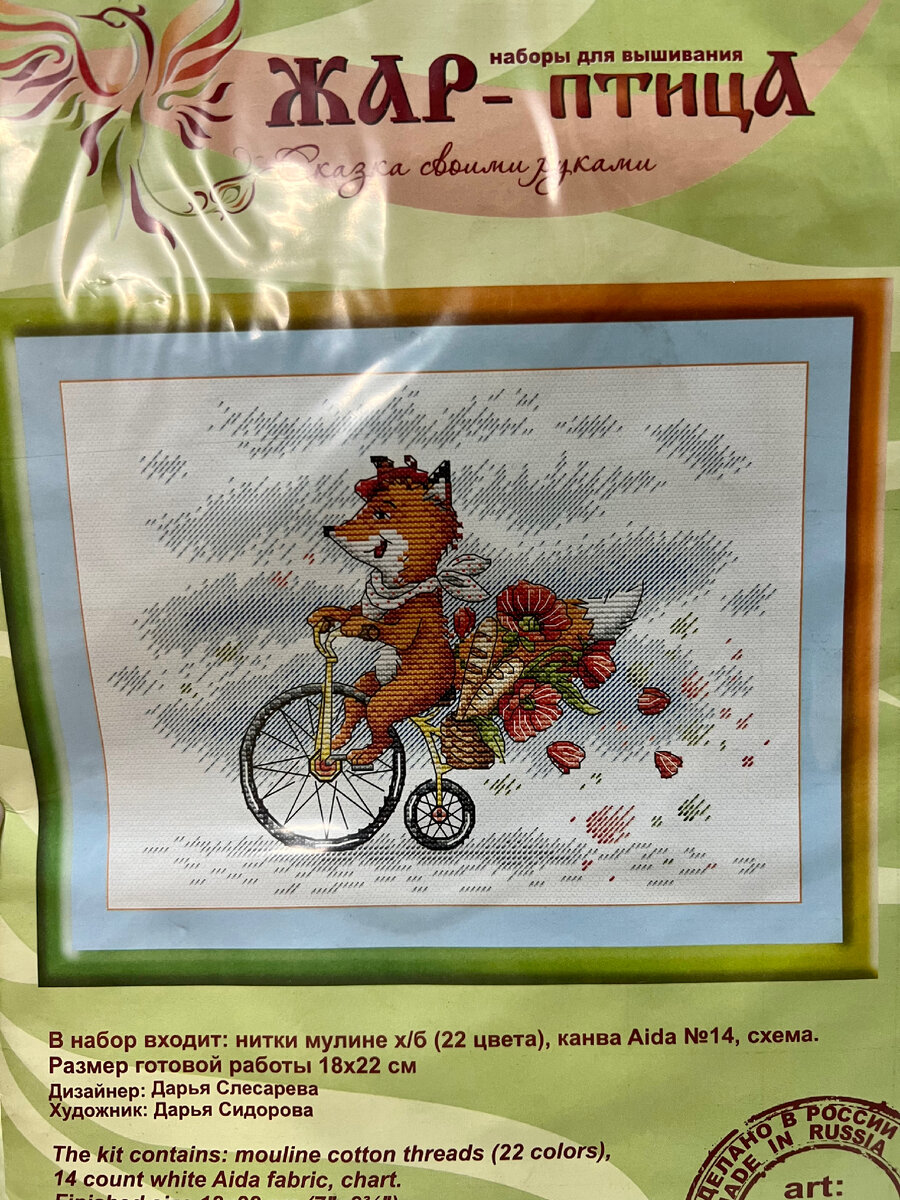 наборы для вышивания
ЖАР-ПТИЦА
Сказка своими руками
В набор входит: нитки мулине х/б (22 цвета), канва Aida №14, схема.
Размер готовой работы 18х22 см
Дизайнер: Дарья Слесарева
Художник: Дарья Сидорова
The kit contains: mouline cotton threads (22 colors),
14 count white Aida fabric, chart.
СДЕЛАНО В РОССИИ
MADE IN RUSSIA
art: